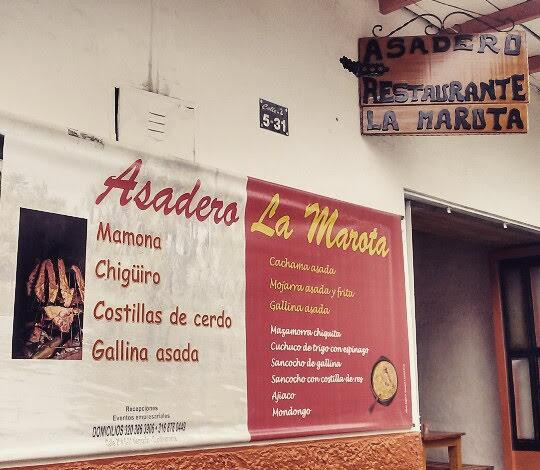 ASADERO
RESTAURANTE
LA MAROTA
Calle 2
5-31
Asadero La Marota
Mamona
Chigüiro
Costillas de cerdo
Gallina asada
Recepciones
Eventos empresariales
DOMICILIOS
Cachama asada
Mojarra asada y frita
Gallina asada
Mazamorra chiquita
Cuchuco de trigo con espinazo
Sancocho de gallina
Sancocho con costilla de res
Ajiaco
Mondongo